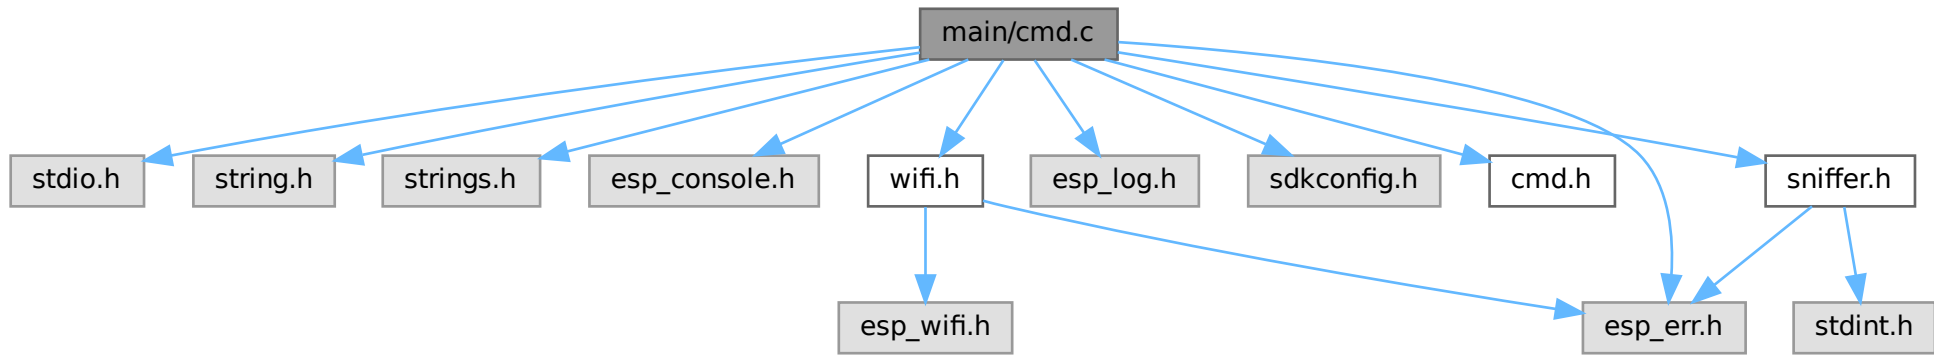 main/cmd.c
stdio.h
string.h
strings.h
esp_console.h
wifi.h
esp_log.h
sdkconfig.h
cmd.h
sniffer.h
esp_wifi.h
esp_err.h
stdint.h